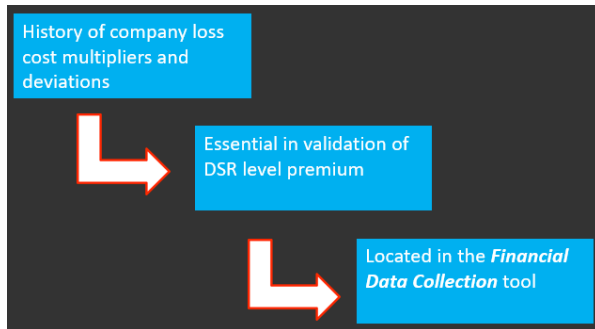 History of company loss
cost multipliers and
deviations
Essential in validation of
DSR level premium
Located in the Financial
Data Collection tool